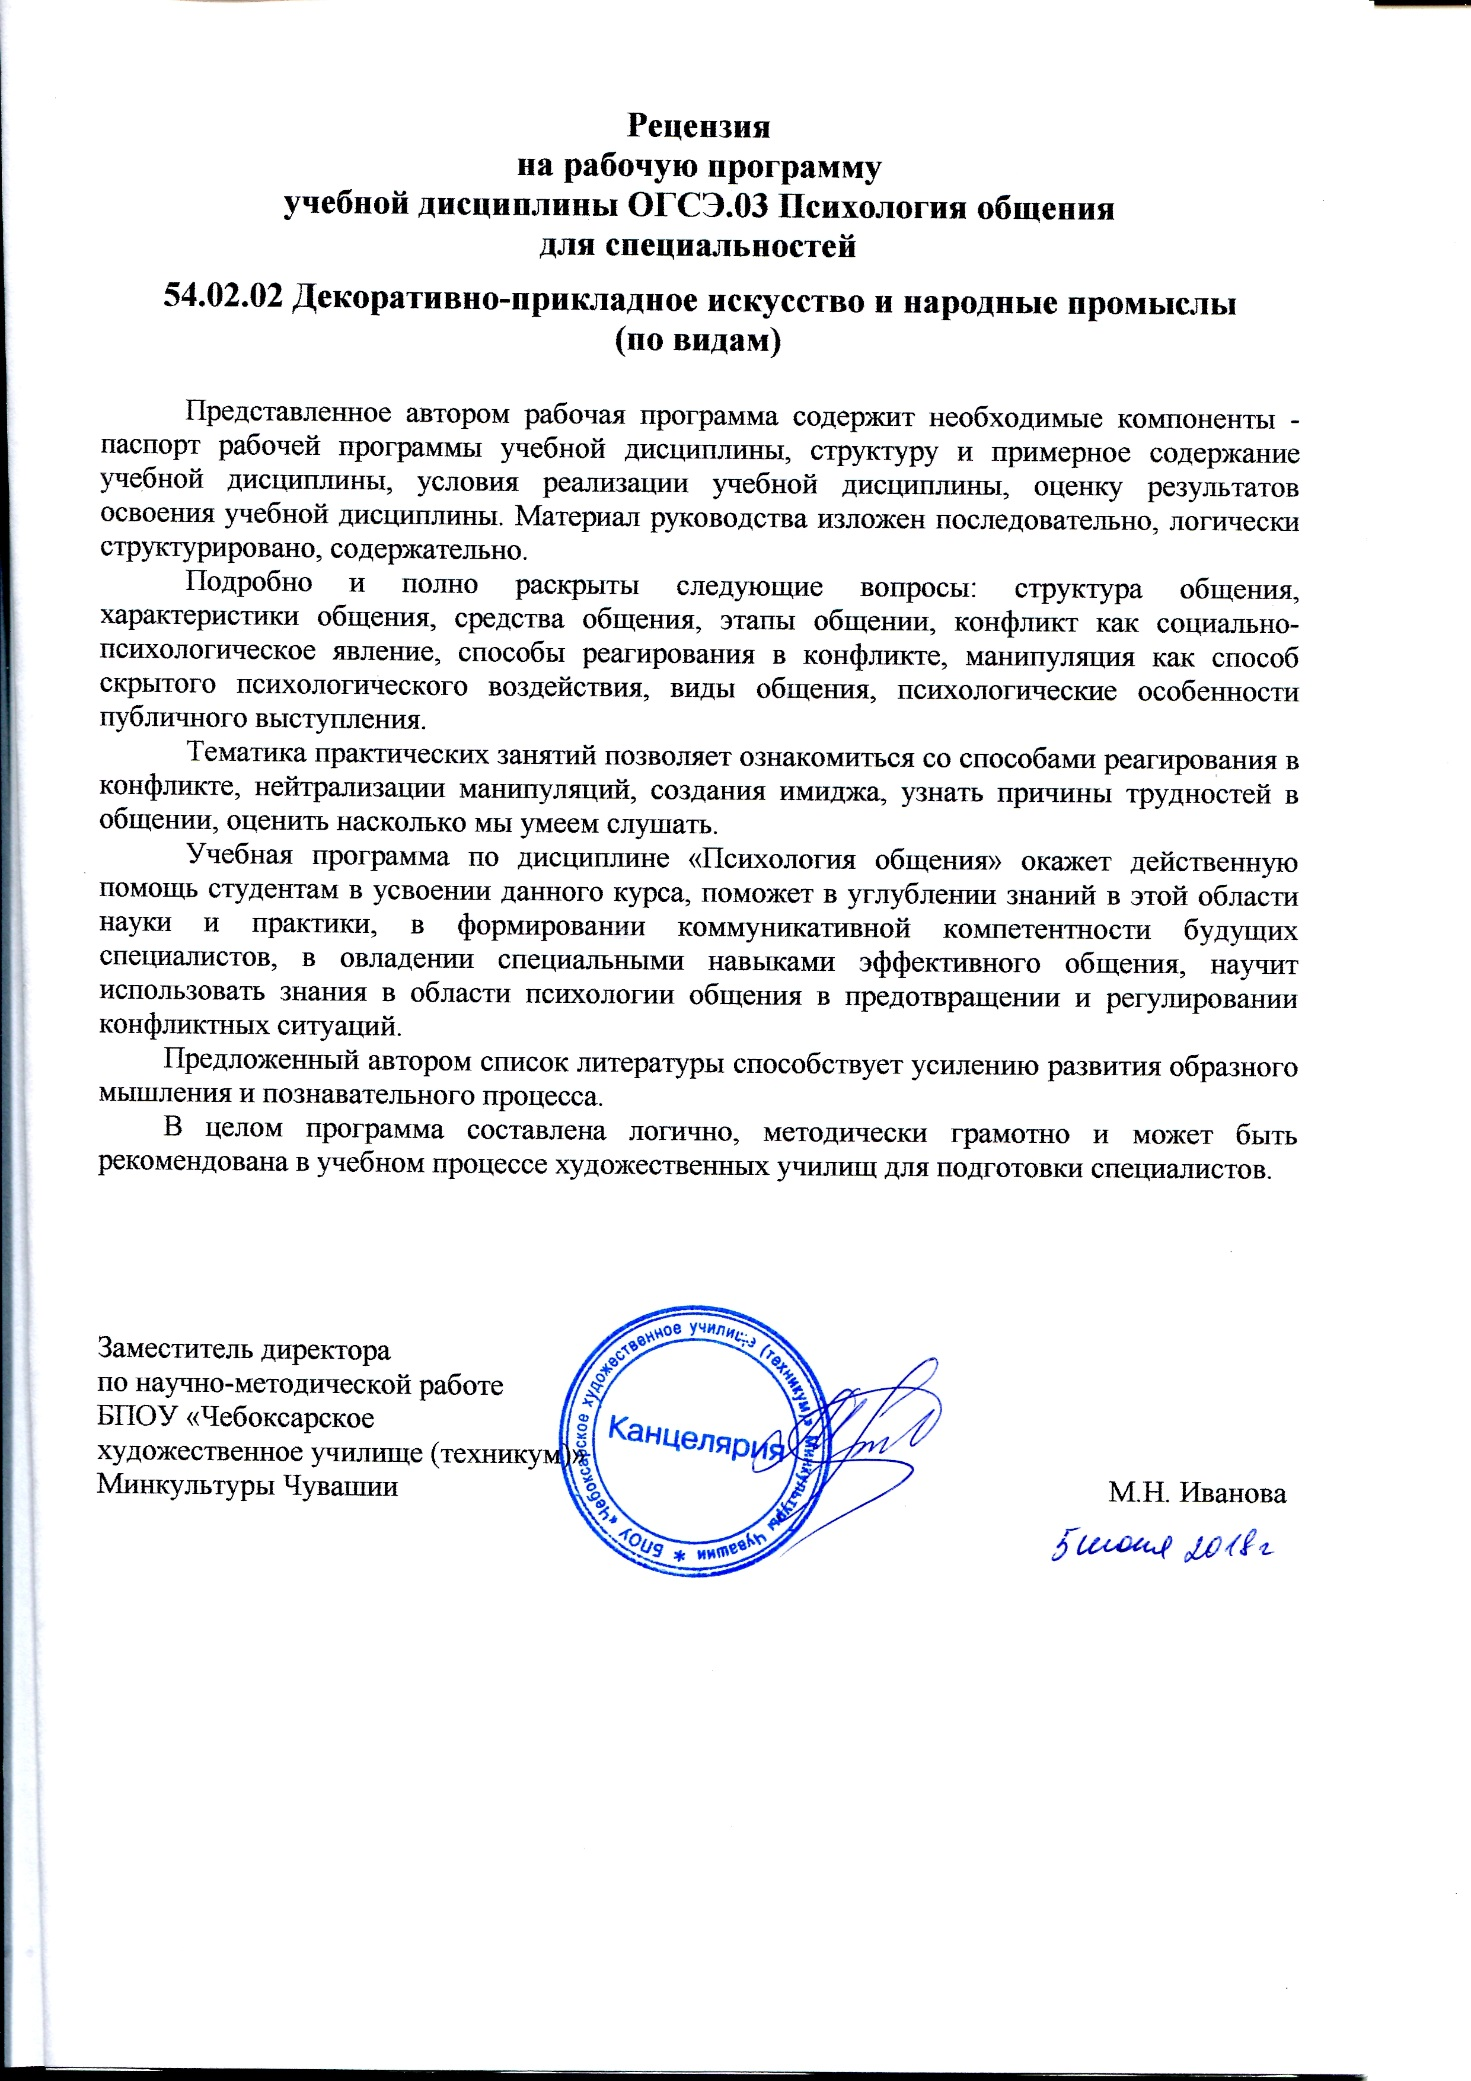 Рецензия
на рабочую программу
учебной дисциплины ОГСЭ.03 Психология общения
для специальностей
54.02.02 Декоративно-прикладное искусство и народные промыслы
(по видам)
Представленное автором рабочая программа содержит необходимые компоненты -
паспорт рабочей программы учебной дисциплины, структуру и примерное содержание
учебной дисциплины, условия реализации учебной дисциплины, оценку результатов
освоения учебной дисциплины. Материал руководства изложен последовательно, логически
структурировано, содержательно.
Подробно и полно раскрыты следующие вопросы: структура общения,
характеристики общения, средства общения, этапы общении, конфликт как социально-
психологическое явление, способы реагирования в конфликте, манипуляция как способ
скрытого психологического воздействия, виды общения, психологические особенности
публичного выступления.
Тематика практических занятий позволяет ознакомиться со способами реагирования в
конфликте, нейтрализации манипуляций, создания имиджа, узнать причины трудностей в
общении, оценить насколько мы умеем слушать.
Учебная программа по дисциплине «Психология общения» окажет действенную
помощь студентам в усвоении данного курса, поможет в углублении знаний в этой области
науки и практики, в формировании коммуникативной компетентности будущих
специалистов, в овладении специальными навыками эффективного общения, научит
использовать знания в области психологии общения в предотвращении и регулировании
конфликтных ситуаций.
Предложенный автором список литературы способствует усилению развития образного
мышления и познавательного процесса.
В целом программа составлена логично, методически грамотно и может быть
рекомендована в учебном процессе художественных училищ для подготовки специалистов.
Заместитель директора
по научно-методической работе
БПОУ «Чебоксарское
художественное училище (техникум)»
Минкультуры Чувашии
М.Н. Иванова
5 июня 2018 г
БПОУ «Чебоксарское художественное училище (техникум)» Минкультуры Чувашии *
Канцелярия